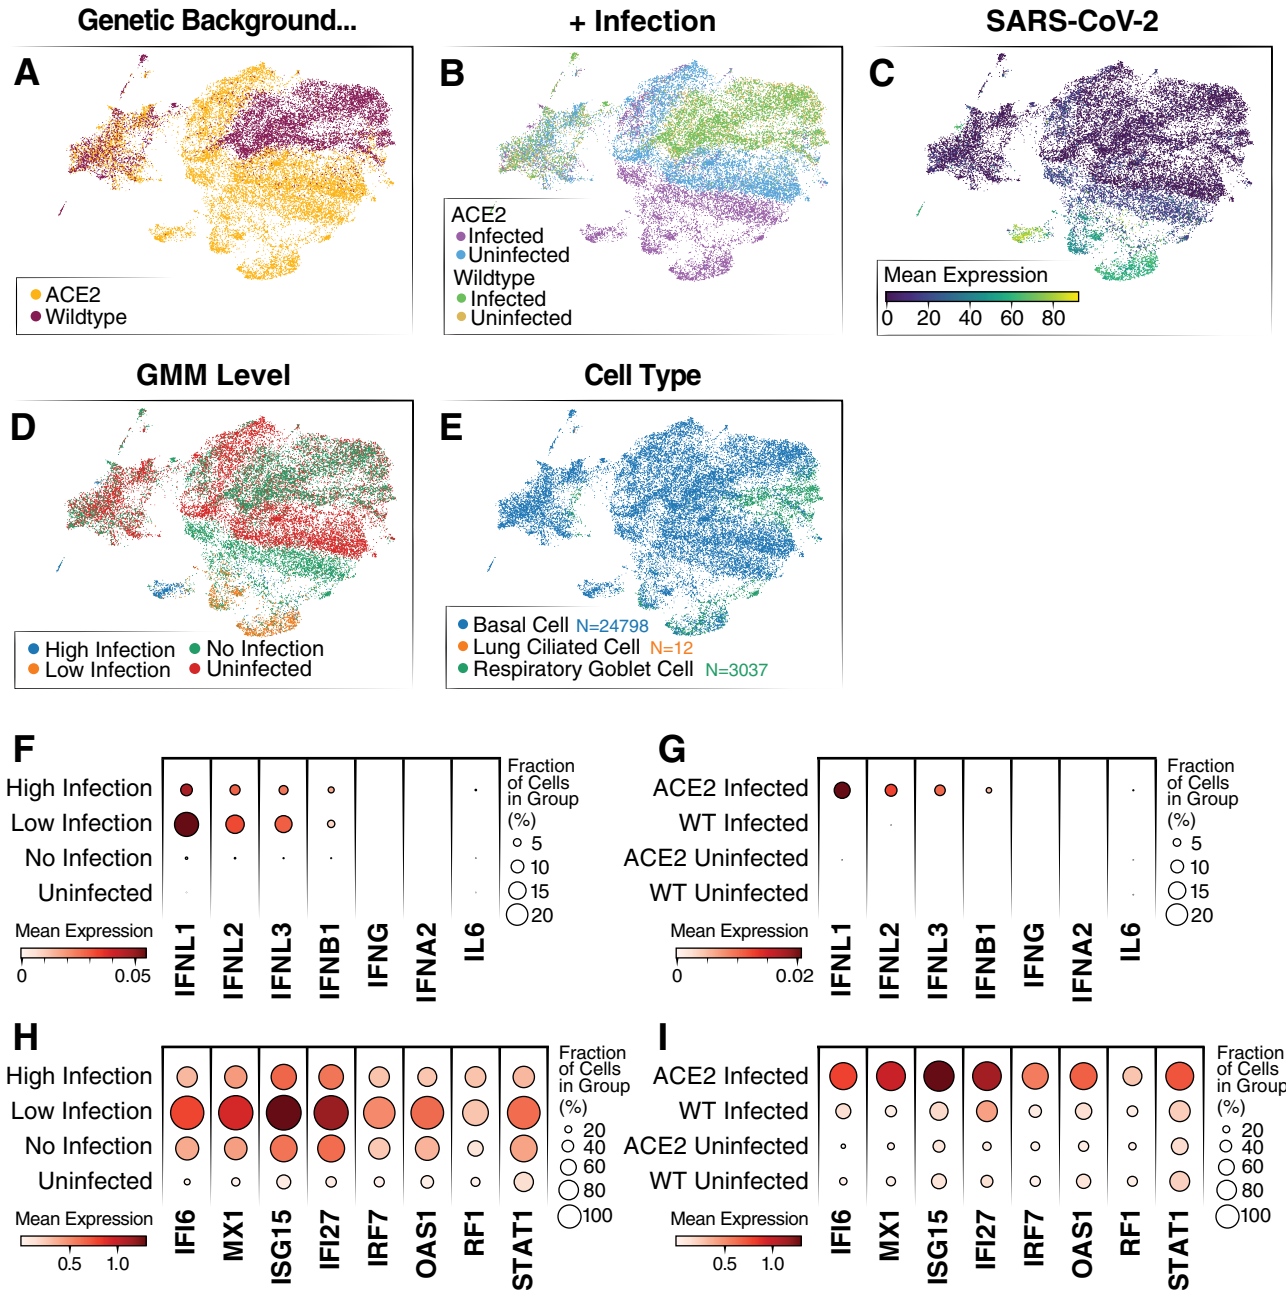 Genetic Background...
+ Infection
SARS-CoV-2
A
B
C
ACE2
Wildtype
ACE2
Infected
Uninfected
Wildtype
Infected
Uninfected
Mean Expression
0 20 40 60 80
GMM Level
Cell Type
D
E
High Infection No Infection
Low Infection Uninfected
Basal Cell N=24798
Lung Ciliated Cell N=12
Respiratory Goblet Cell N=3037
F
High Infection
Low Infection
No Infection
Uninfected
Fraction
of Cells
in Group
(%)
5
10
15
20
Mean Expression
0 0.05
IFNL1 IFNL2 IFNL3 IFNB1 IFNG IFNA2 IL6
G
ACE2 Infected
WT Infected
ACE2 Uninfected
WT Uninfected
Fraction
of Cells
in Group
(%)
5
10
15
20
Mean Expression
0 0.02
IFNL1 IFNL2 IFNL3 IFNB1 IFNG IFNA2 IL6
H
High Infection
Low Infection
No Infection
Uninfected
Fraction
of Cells
in Group
(%)
20
40
60
80
100
Mean Expression
0.5 1.0
IFI6 MX1 ISG15 IFI27 IRF7 OAS1 RF1 STAT1
I
ACE2 Infected
WT Infected
ACE2 Uninfected
WT Uninfected
Fraction
of Cells
in Group
(%)
20
40
60
80
100
Mean Expression
0.5 1.0
IFI6 MX1 ISG15 IFI27 IRF7 OAS1 RF1 STAT1